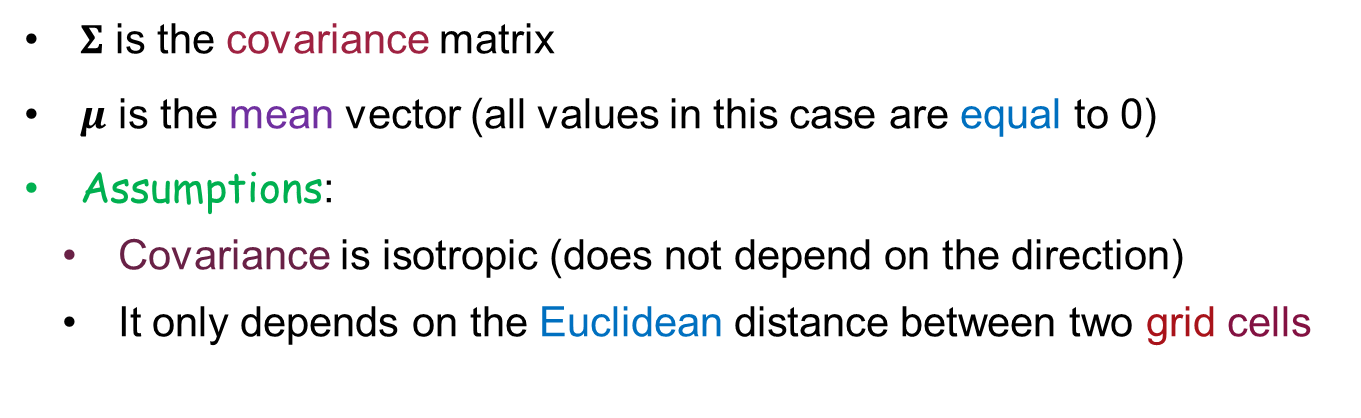 • Σ is the covariance matrix
• μ is the mean vector (all values in this case are equal to 0)
• Assumptions:
• Covariance is isotropic (does not depend on the direction)
• It only depends on the Euclidean distance between two grid cells